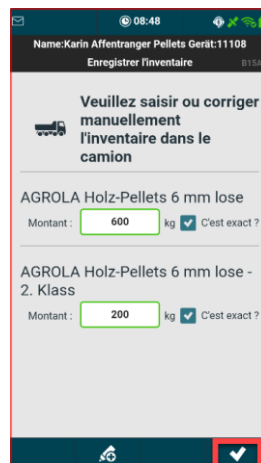 08:48
Name:Karin Affentranger Pellets Gerät:11108
Enregistrer l'inventaire B15A
Veuillez saisir ou corriger
manuellement
l'inventaire dans le
camion
AGROLA Holz-Pellets 6 mm lose
Montant : 600 kg C'est exact ?
AGROLA Holz-Pellets 6 mm lose -
2. Klass
Montant : 200 kg C'est exact ?